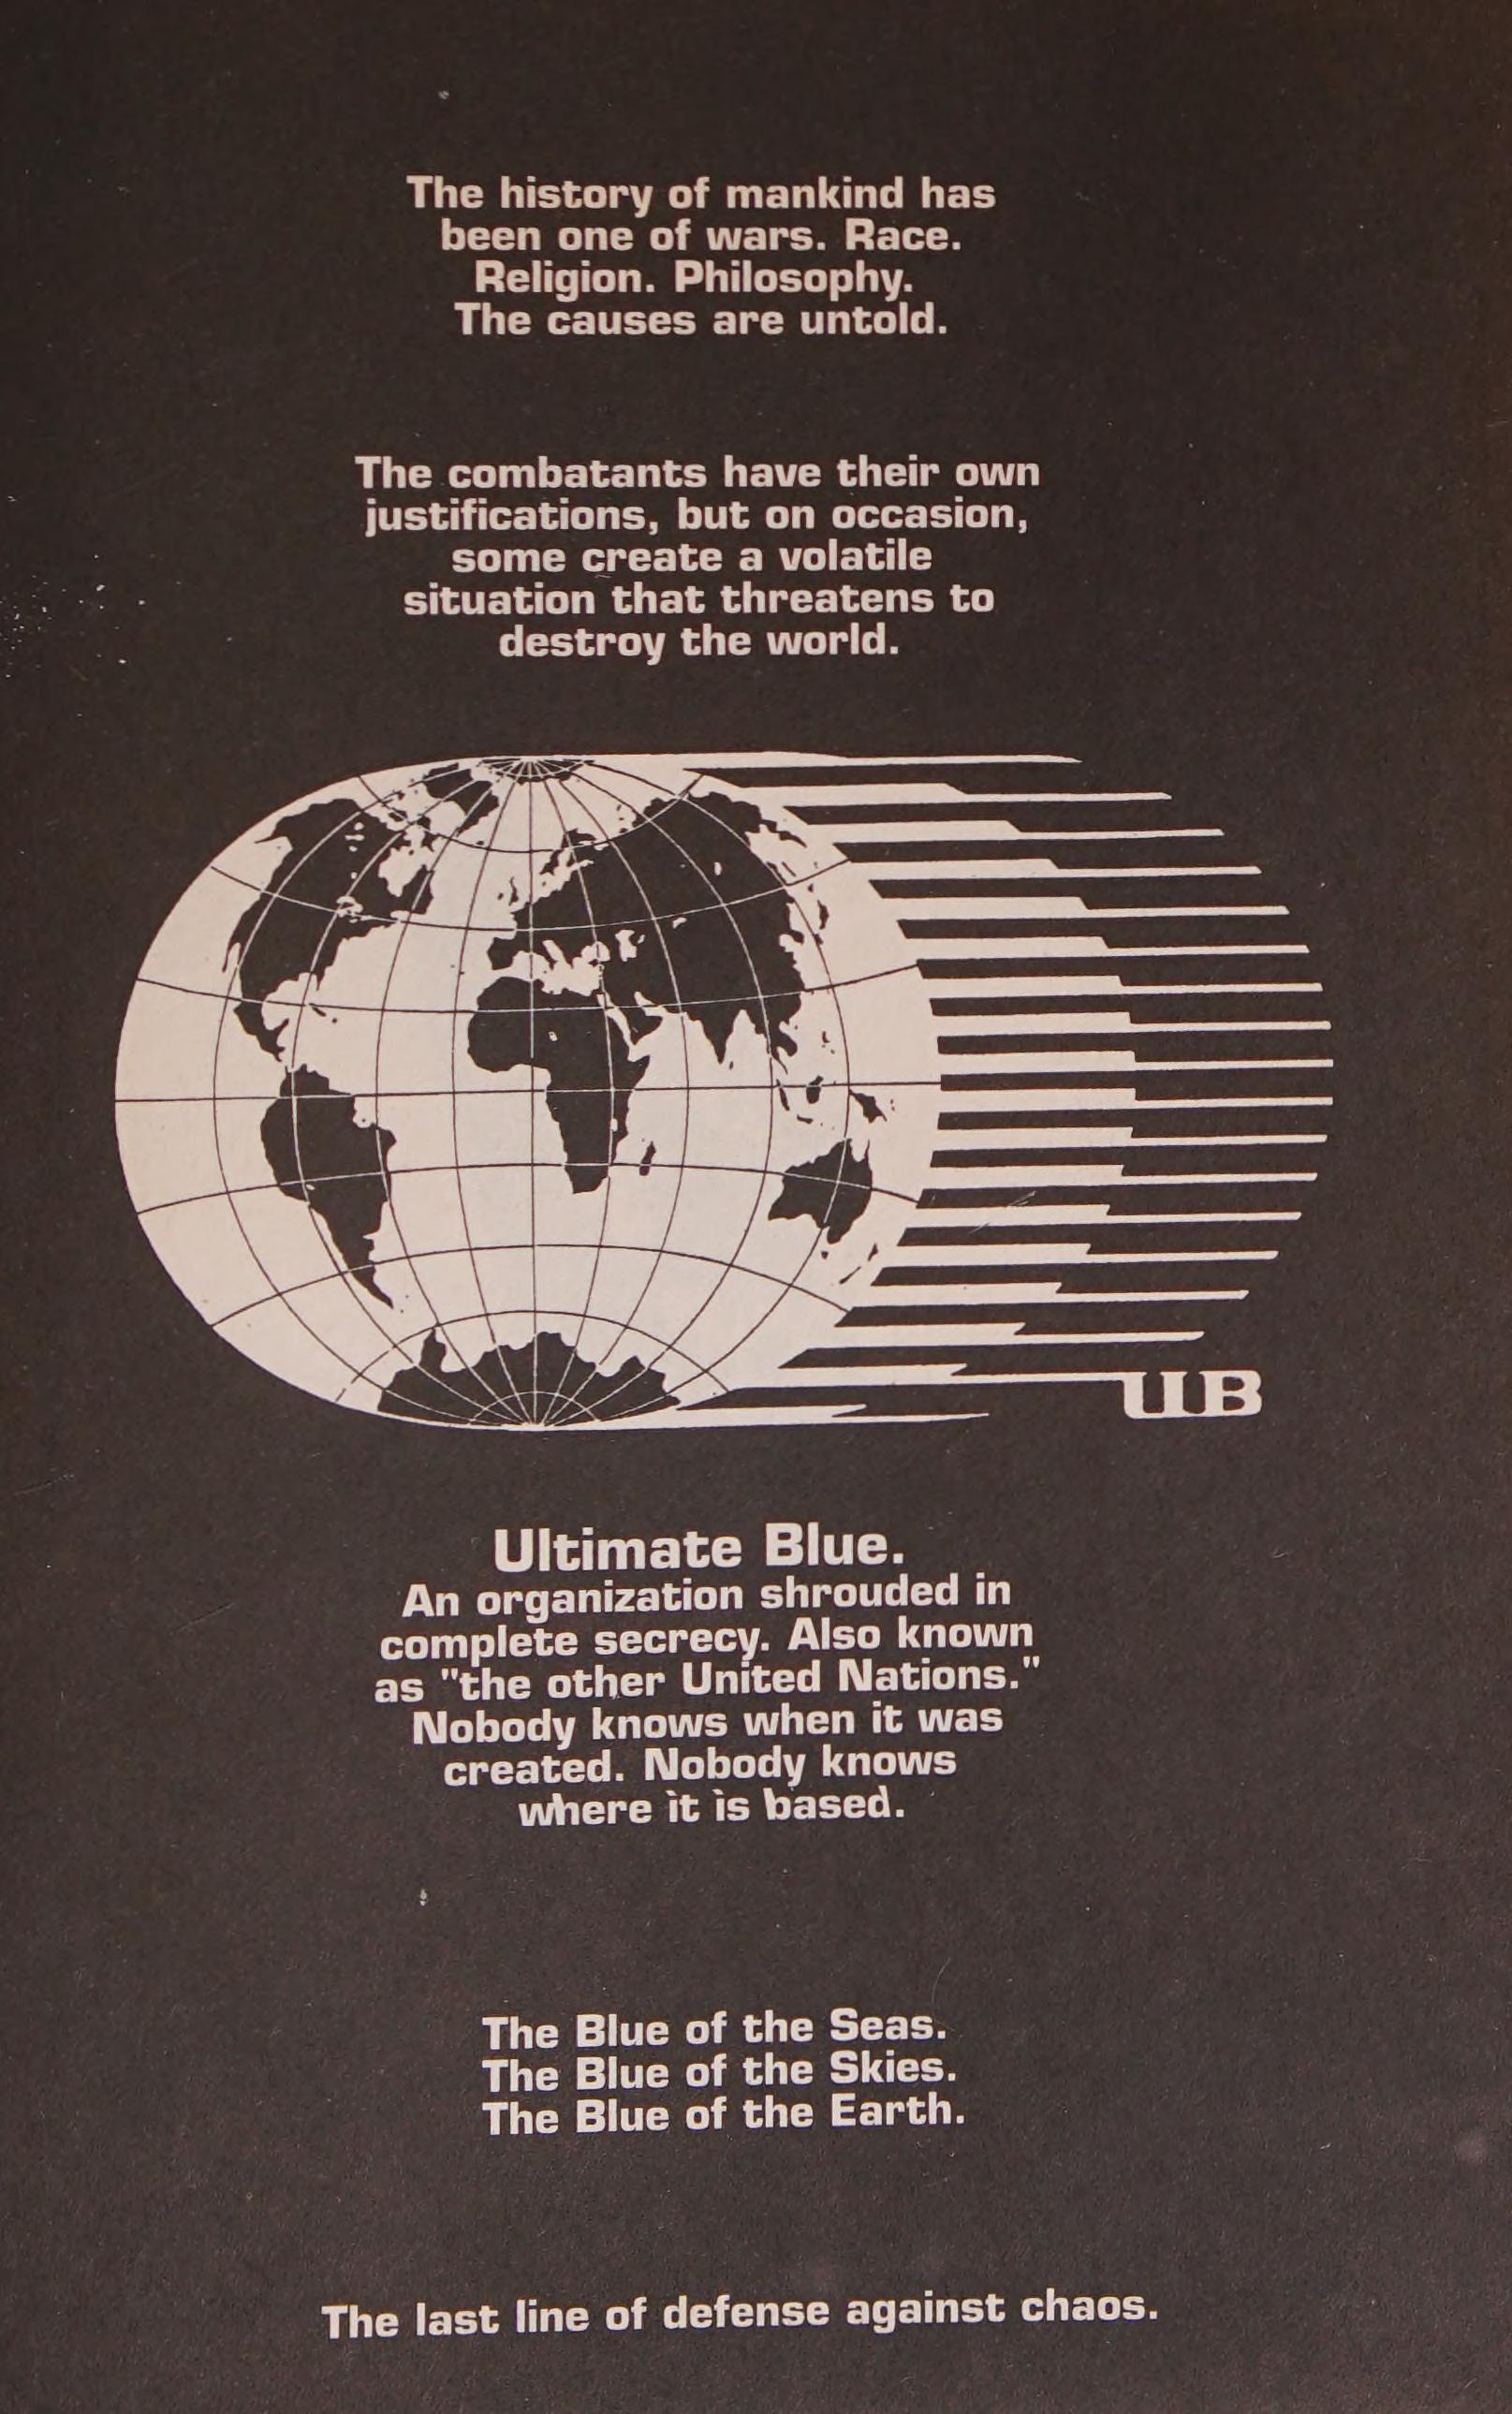 The history of mankind has
been one of wars. Race.
Religion. Philosophy.
The causes are untold.
The combatants have their own
justifications, but on occasion,
some create a volatile
situation that threatens to
destroy the world.
UB
Ultimate Blue.
An organization shrouded in
complete secrecy. Also known
as "the other United Nations."
Nobody knows when it was
created. Nobody knows
where it is based.
The Blue of the Seas.
The Blue of the Skies.
The Blue of the Earth.
The last line of defense against chaos.